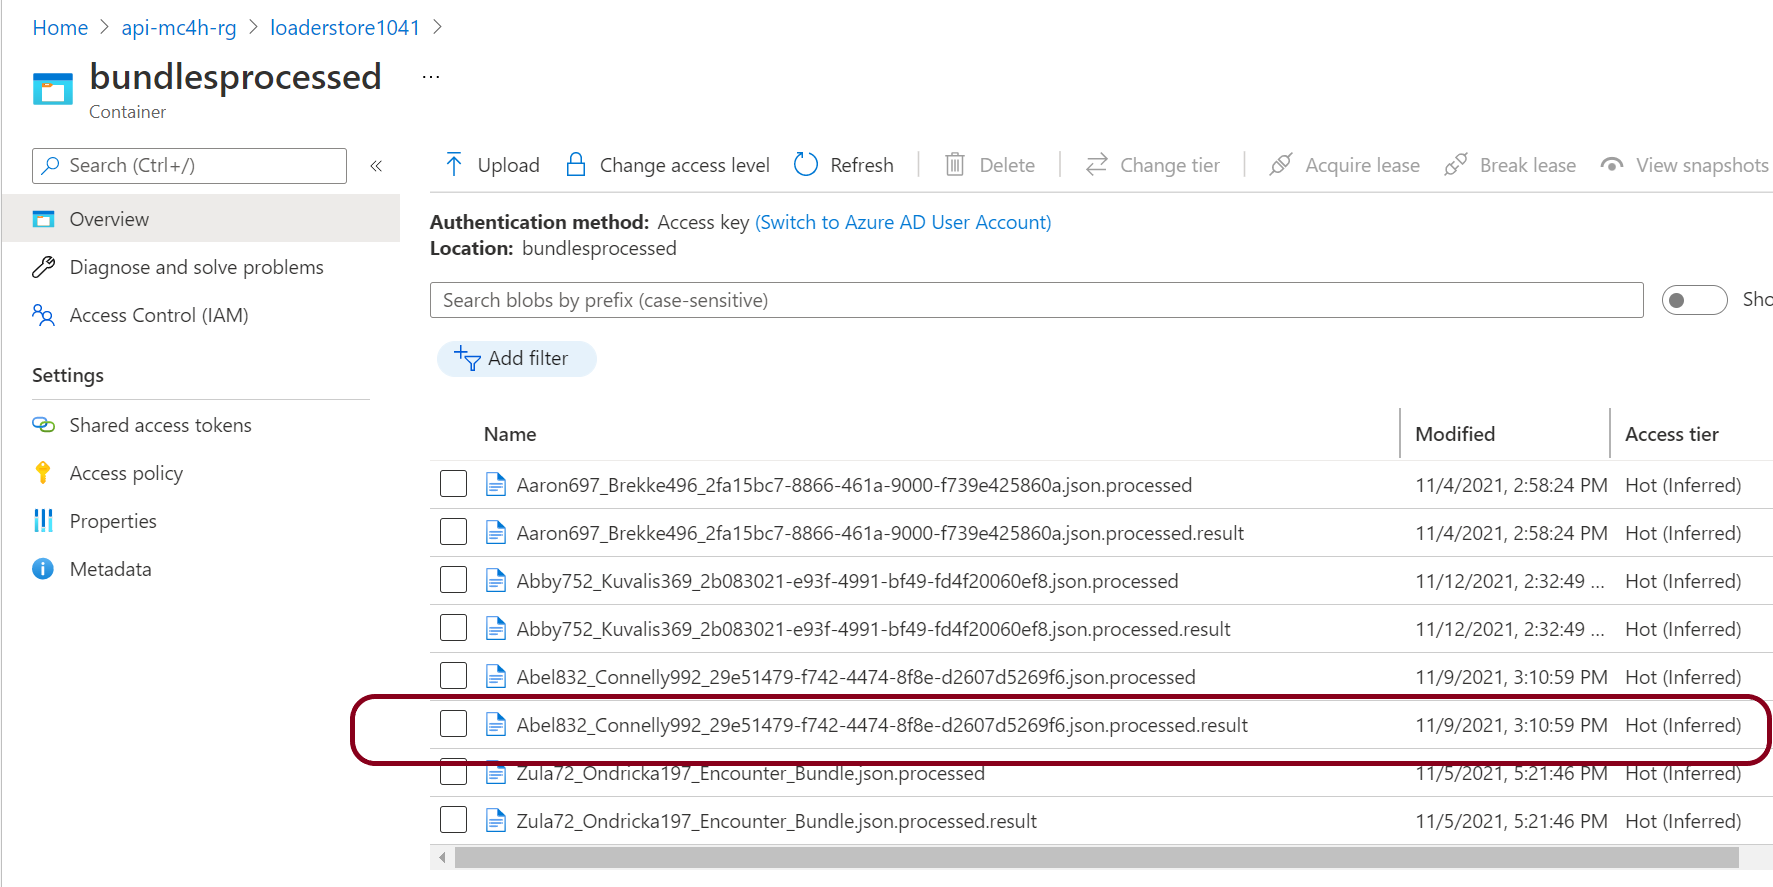 Home > api-mc4h-rg > loaderstore1041 >
bundlesprocessed ...
Container
Search (Ctrl+/) «
Overview
Diagnose and solve problems
Access Control (IAM)
Settings
Shared access tokens
Access policy
Properties
Metadata
Upload Change access level Refresh Delete Change tier Acquire lease Break lease View snapshots
Authentication method: Access key (Switch to Azure AD User Account)
Location: bundlesprocessed
Search blobs by prefix (case-sensitive) Sho
Add filter
Name Modified Access tier
Aaron697_Brekke496_2fa15bc7-8866-461a-9000-f739e425860a.json.processed 11/4/2021, 2:58:24 PM Hot (Inferred)
Aaron697_Brekke496_2fa15bc7-8866-461a-9000-f739e425860a.json.processed.result 11/4/2021, 2:58:24 PM Hot (Inferred)
Abby752_Kuvalis369_2b083021-e93f-4991-bf49-fd4f20060ef8.json.processed 11/12/2021, 2:32:49 ... Hot (Inferred)
Abby752_Kuvalis369_2b083021-e93f-4991-bf49-fd4f20060ef8.json.processed.result 11/12/2021, 2:32:49 ... Hot (Inferred)
Abel832_Connelly992_29e51479-f742-4474-8f8e-d2607d5269f6.json.processed 11/9/2021, 3:10:59 PM Hot (Inferred)
Abel832_Connelly992_29e51479-f742-4474-8f8e-d2607d5269f6.json.processed.result 11/9/2021, 3:10:59 PM Hot (Inferred)
Zula72_Ondricka197_Encounter_Bundle.json.processed 11/5/2021, 5:21:46 PM Hot (Inferred)
Zula72_Ondricka197_Encounter_Bundle.json.processed.result 11/5/2021, 5:21:46 PM Hot (Inferred)